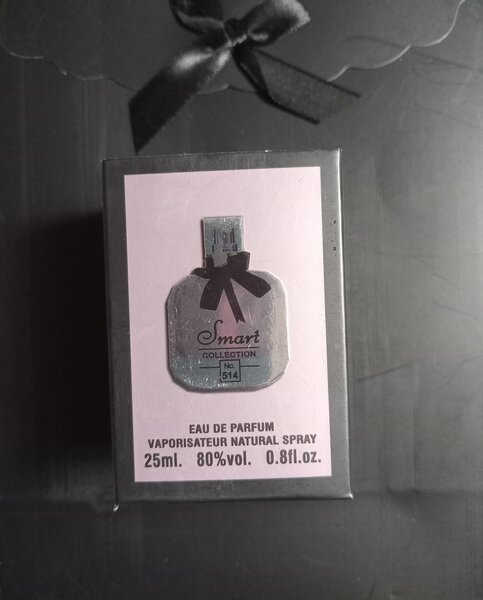 Smart
COLLECTION
No.
514
EAU DE PARFUM
VAPORISATEUR NATURAL SPRAY
25ml. 80%vol. 0.8fl.oz.